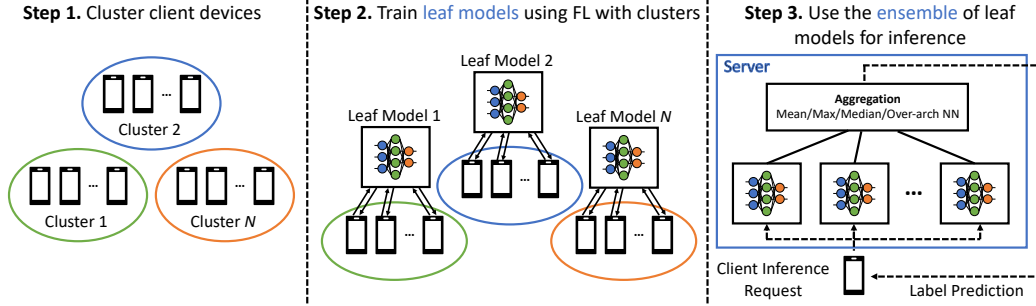 Step 1. Cluster client devices
...
Cluster 2
...
Cluster 1
...
Cluster N
Step 2. Train leaf models using FL with clusters
Leaf Model 2
Leaf Model 1
Leaf Model N
...
...
...
Step 3. Use the ensemble of leaf
models for inference
Server
Aggregation
Mean/Max/Median/Over-arch NN
...
Client Inference
Request
Label Prediction